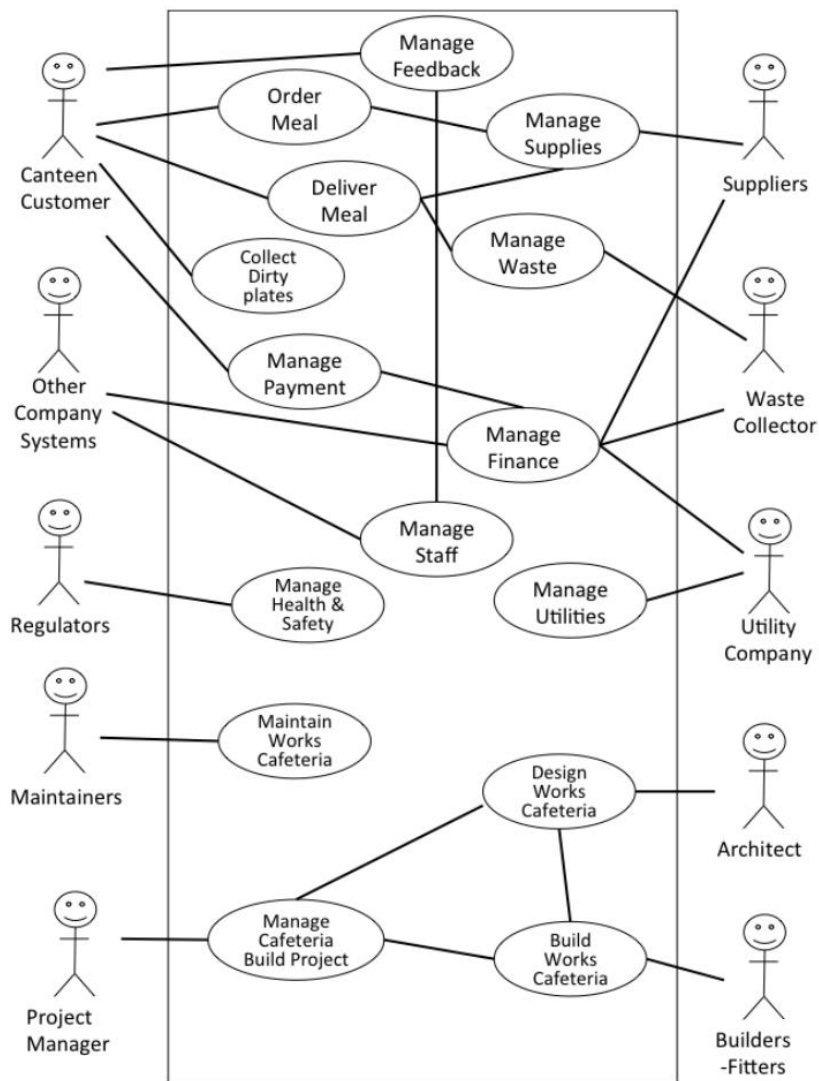 Manage
Feedback
Order
Meal
Manage
Supplies
Canteen
Customer
Deliver
Meal
Suppliers
Collect
Dirty
plates
Manage
Waste
Manage
Payment
Other
Company
Systems
Waste
Collector
Manage
Finance
Manage
Staff
Manage
Health &
Safety
Manage
Utilities
Regulators
Utility
Company
Maintain
Works
Cafeteria
Maintainers
Design
Works
Cafeteria
Architect
Manage
Cafeteria
Build Project
Build
Works
Cafeteria
Project
Manager
Builders
-Fitters